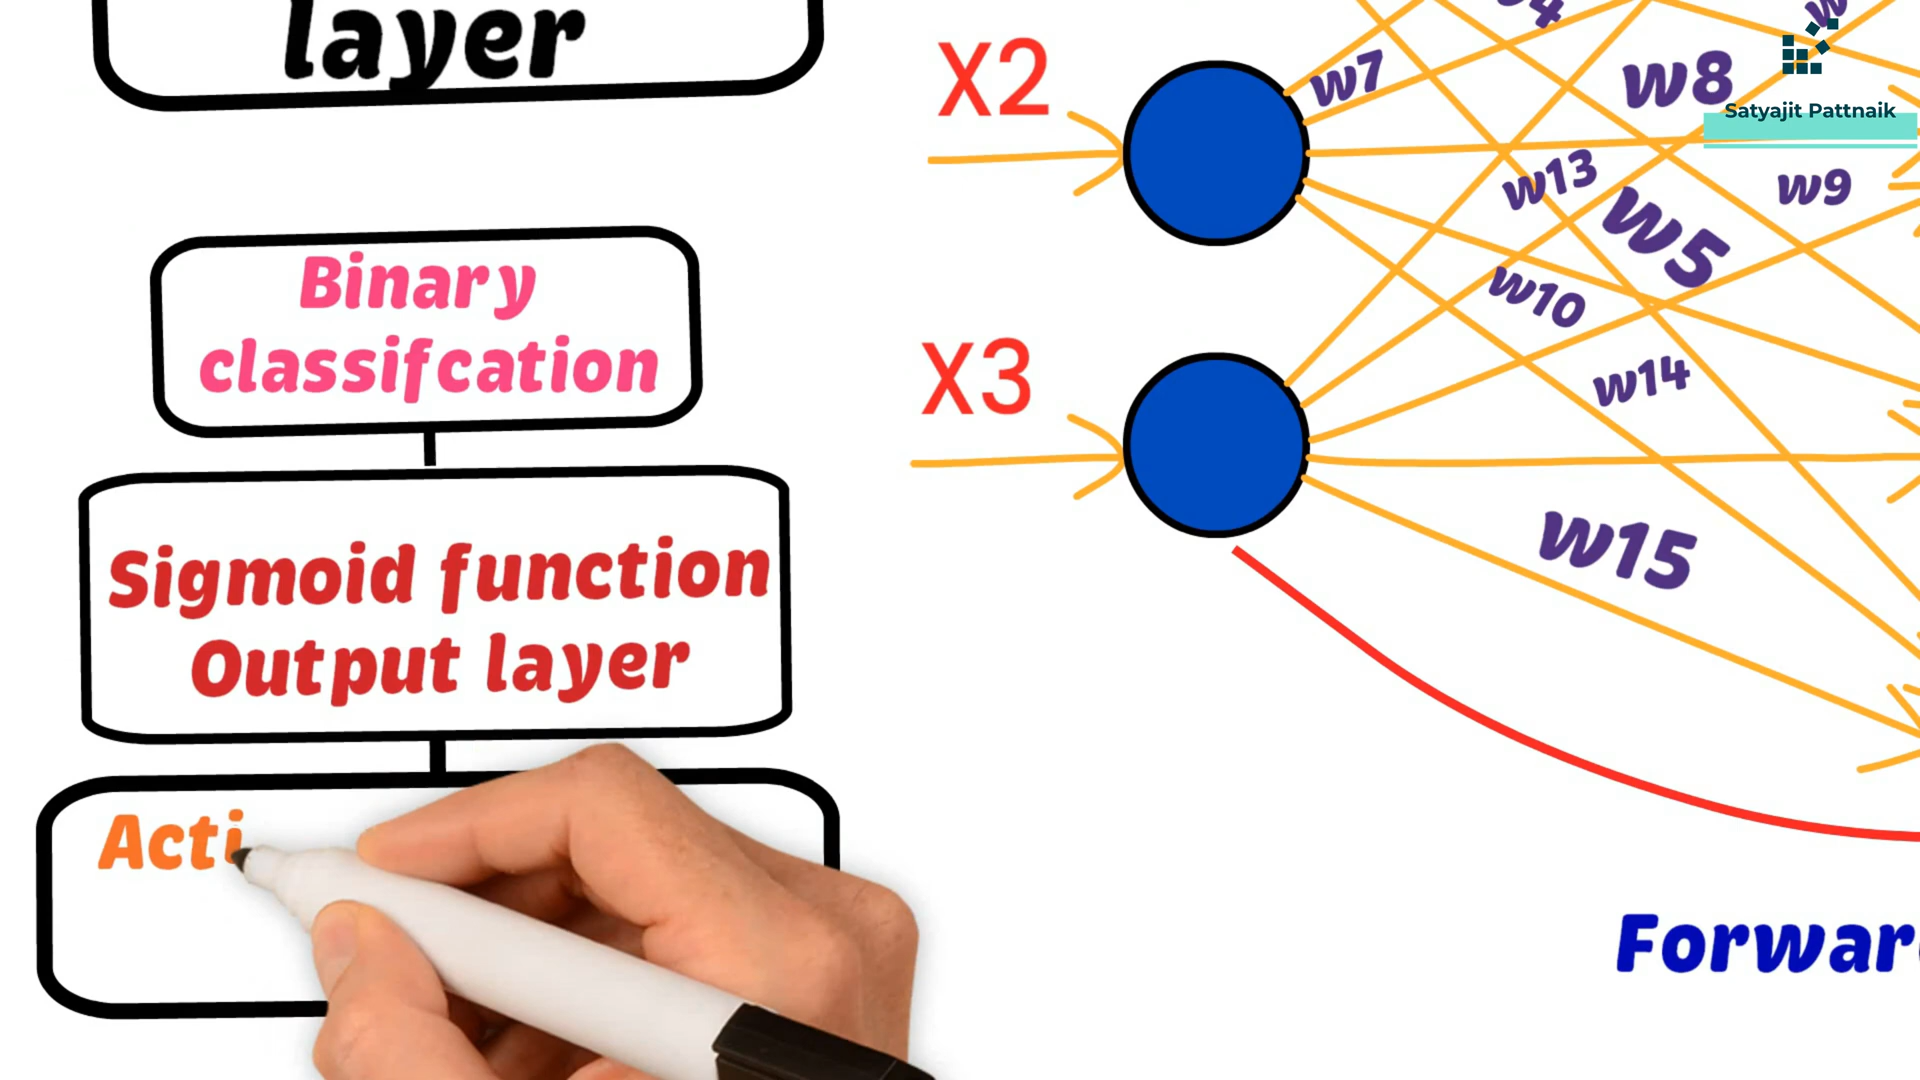 layer
Binary
classifcation
Sigmoid function
Output layer
Acti
X2
X3
w7
w8
w13
w5
w9
w10
w14
w15
Satyajit Pattnaik
Forwar